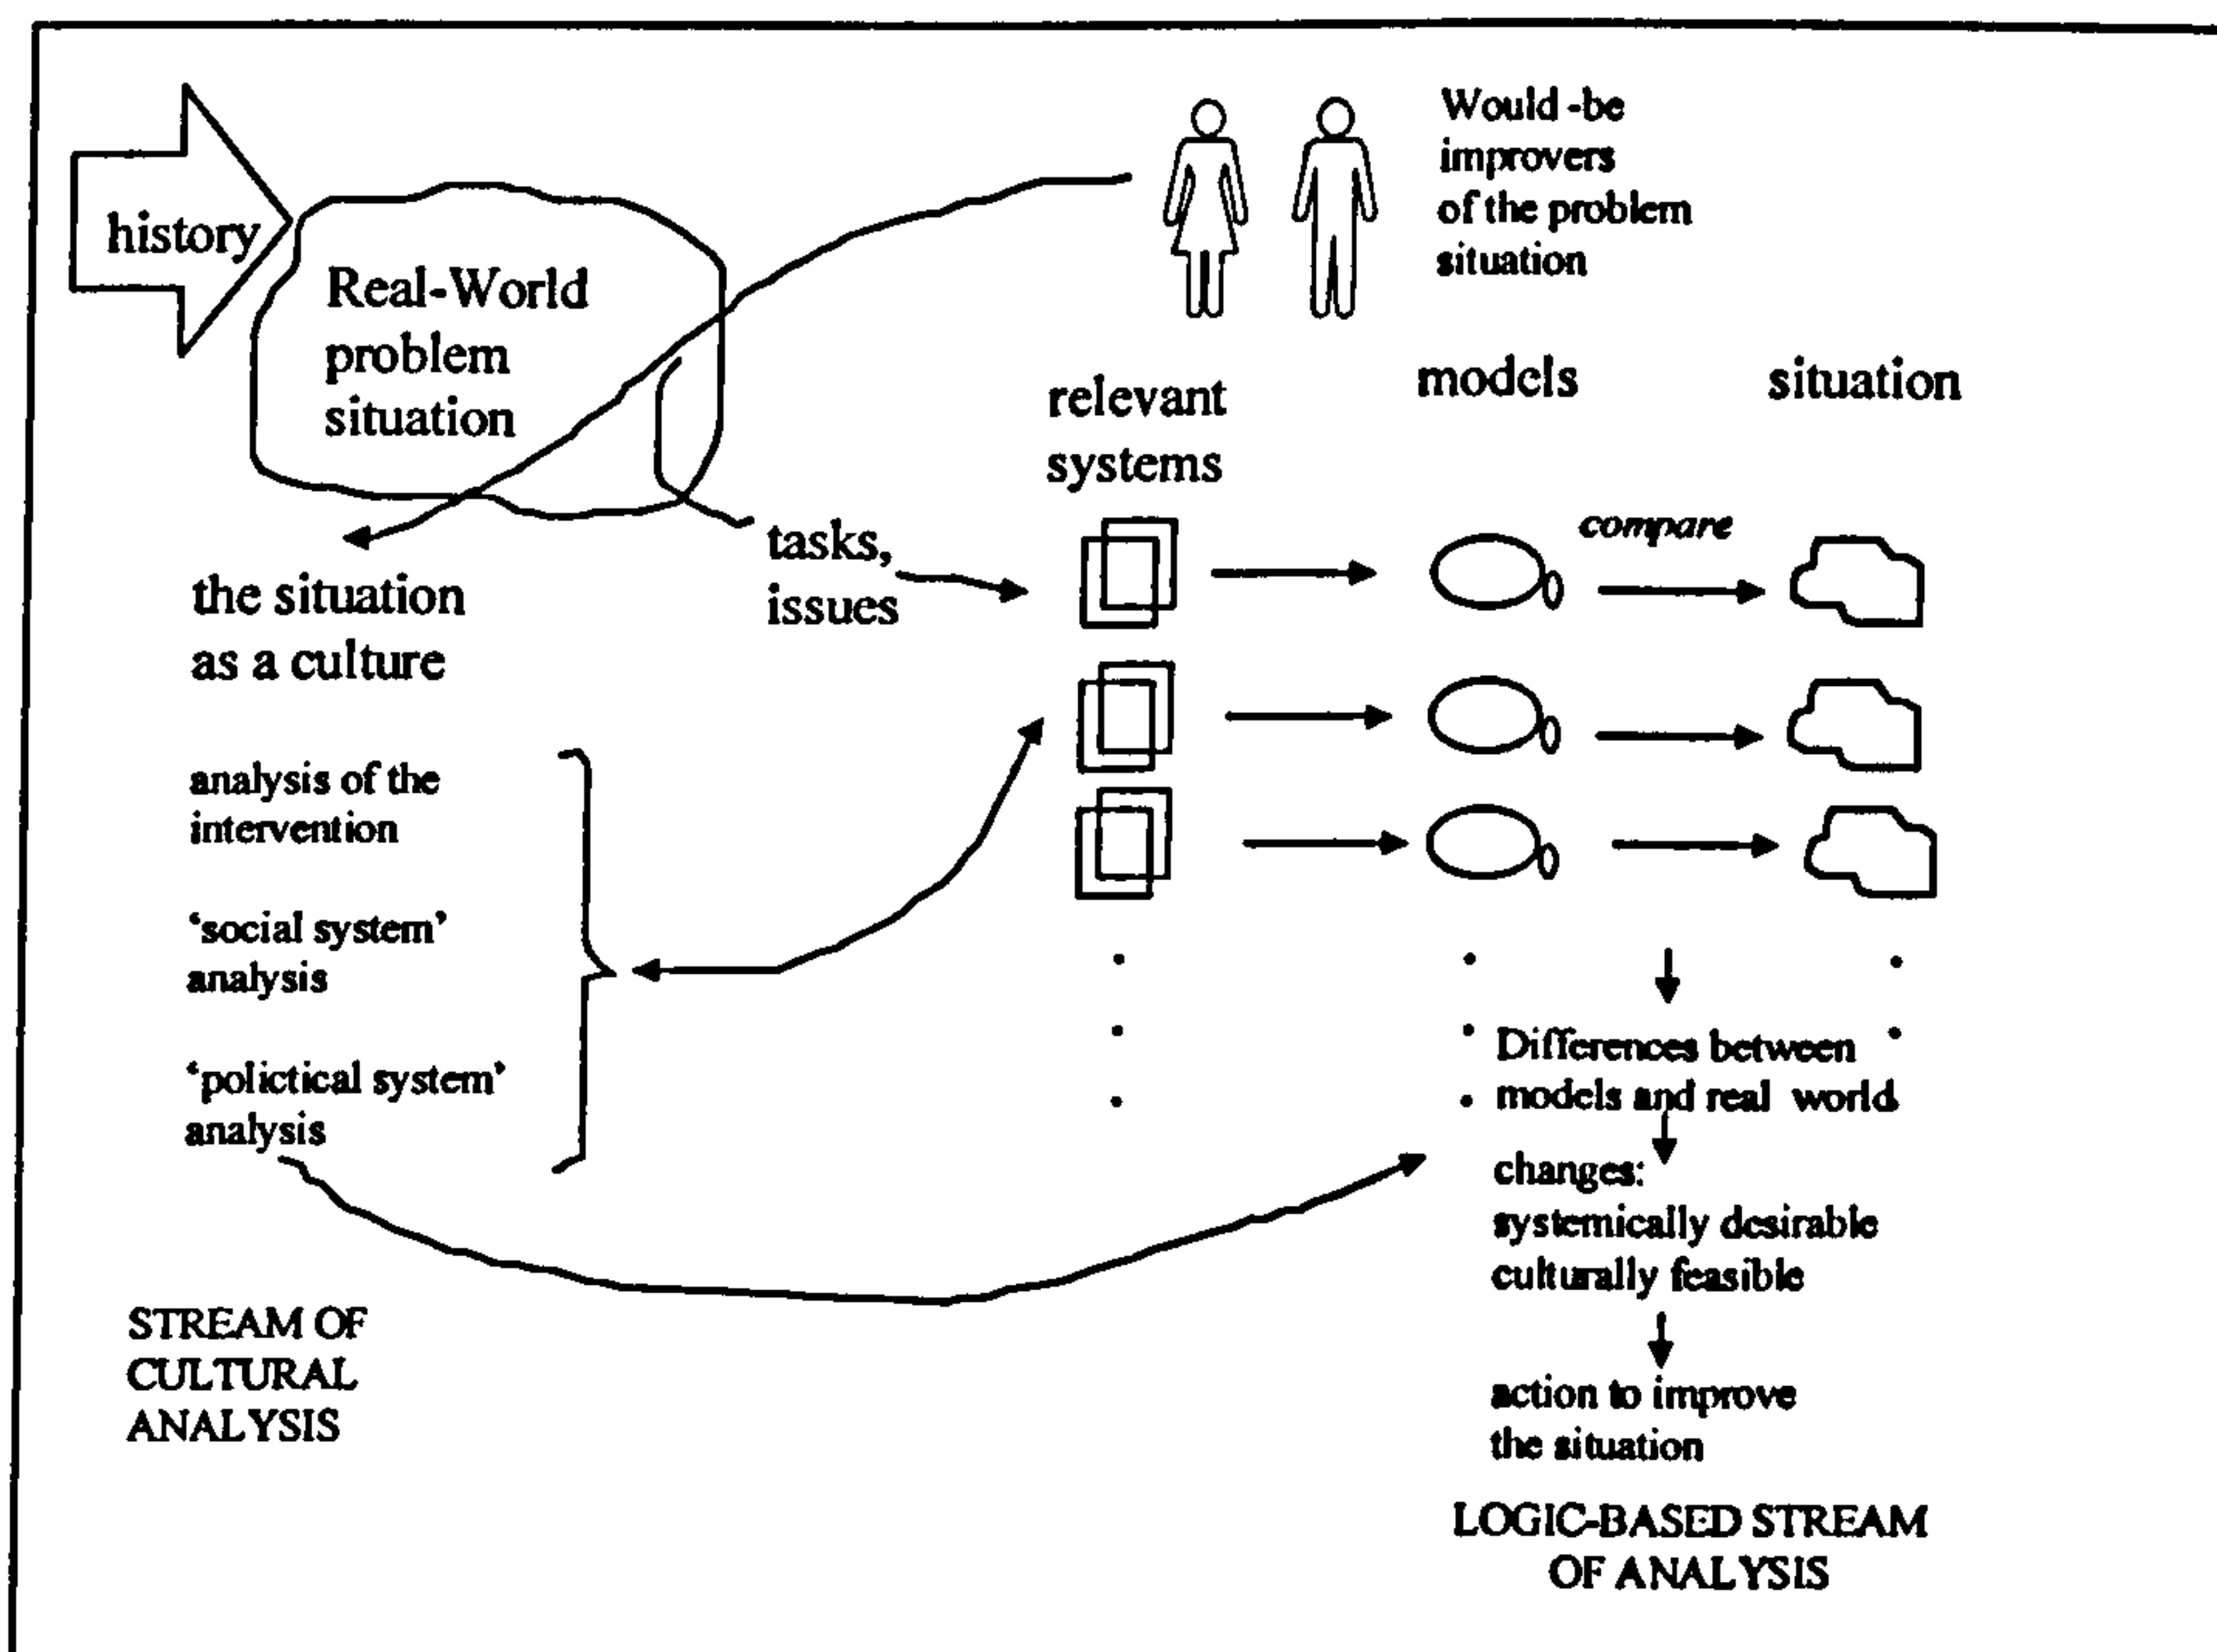 history
Real-World
problem
situation
Would -be
improvers
of the problem
situation
relevant
systems
models
situation
tasks,
issues
compare
the situation
as a culture
analysis of the
intervention
‘social system’
analysis
‘polictical system’
analysis
Differences between
models and real world
changes:
systemically desirable
culturally feasible
action to improve
the situation
STREAM OF
CULTURAL
ANALYSIS
LOGIC-BASED STREAM
OF ANALYSIS